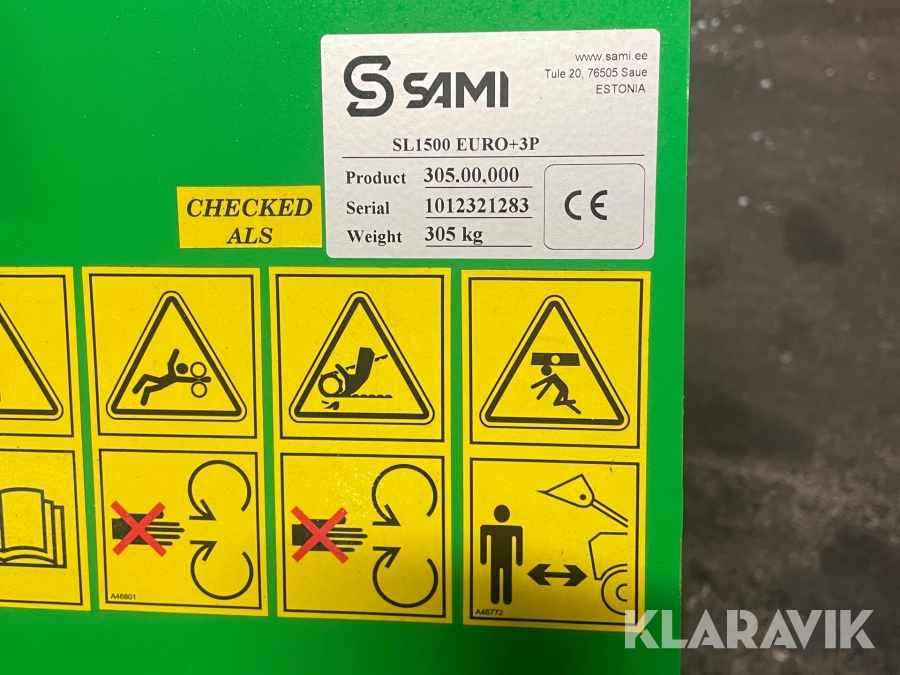 SAMI
www.sami.ee
Tule 20, 76505 Saue
ESTONIA
SL1500 EURO+3P
Product 305.00.000
Serial 1012321283
Weight 305 kg
CE
CHECKED
ALS
A46801
A46772
KLARAVIK